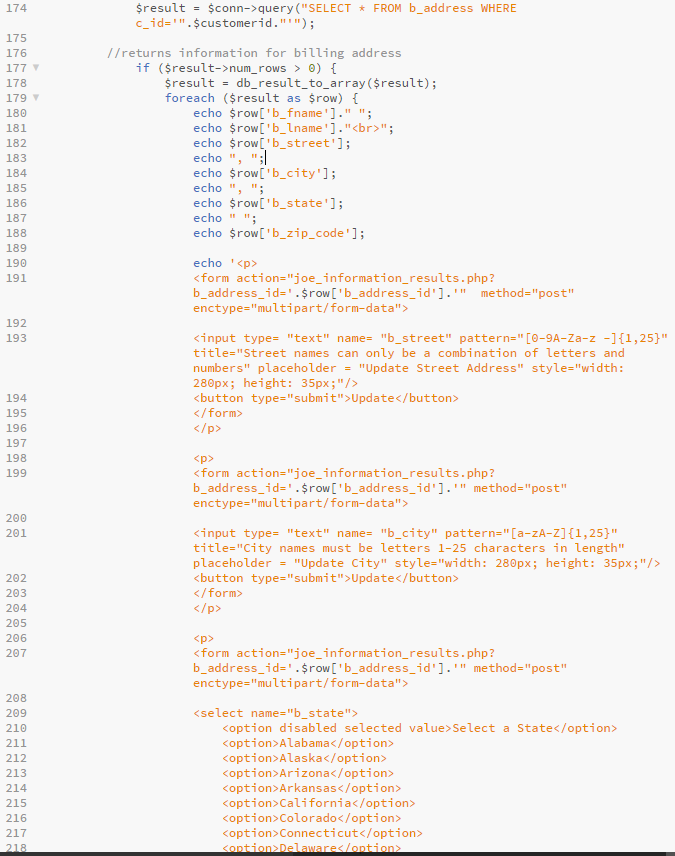 174 $result = $conn->query("SELECT * FROM b_address WHERE
c_id='".$customerid."'");
175
176 //returns information for billing address
177 if ($result->num_rows > 0) {
178 $result = db_result_to_array($result);
179 foreach ($result as $row) {
180 echo $row['b_fname']." ";
181 echo $row['b_lname']."<br>";
182 echo $row['b_street'];
183 echo ", ";
184 echo $row['b_city'];
185 echo ", ";
186 echo $row['b_state'];
187 echo " ";
188 echo $row['b_zip_code'];
189
190 echo '<p>
191 <form action="joe_information_results.php?
b_address_id='.$row['b_address_id'].'"  method="post"
enctype="multipart/form-data">
192
193 <input type= "text" name= "b_street" pattern="[0-9A-Za-z -]{1,25}"
title="Street names can only be a combination of letters and
numbers" placeholder = "Update Street Address" style="width:
280px; height: 35px;"/>
194 <button type="submit">Update</button>
195 </form>
196 </p>
197
198 <p>
199 <form action="joe_information_results.php?
b_address_id='.$row['b_address_id'].'" method="post"
enctype="multipart/form-data">
200
201 <input type= "text" name= "b_city" pattern="[a-zA-Z]{1,25}"
title="City names must be letters 1-25 characters in length"
placeholder = "Update City" style="width: 280px; height: 35px;"/>
202 <button type="submit">Update</button>
203 </form>
204 </p>
205
206 <p>
207 <form action="joe_information_results.php?
b_address_id='.$row['b_address_id'].'" method="post"
enctype="multipart/form-data">
208
209 <select name="b_state">
210 <option disabled selected value>Select a State</option>
211 <option>Alabama</option>
212 <option>Alaska</option>
213 <option>Arizona</option>
214 <option>Arkansas</option>
215 <option>California</option>
216 <option>Colorado</option>
217 <option>Connecticut</option>
218 <option>Delaware</option>